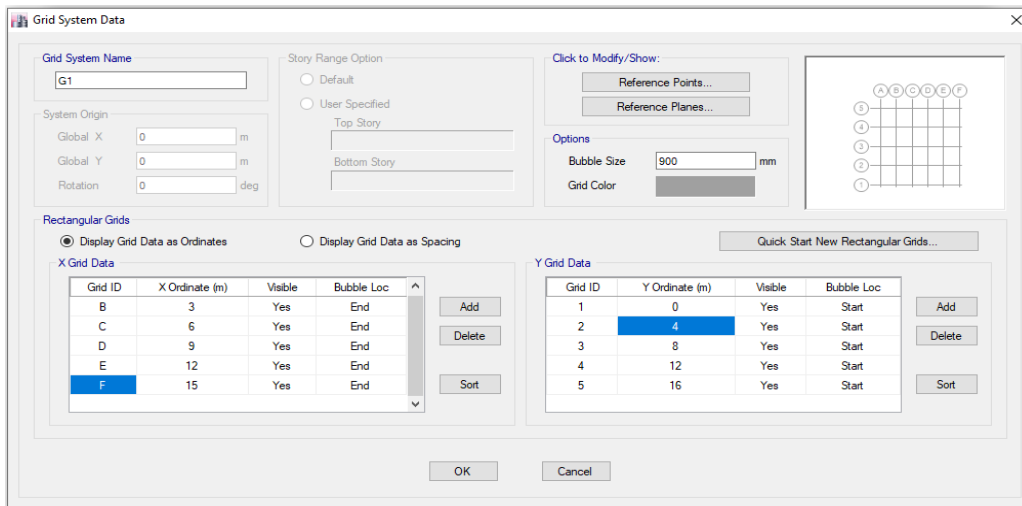 Grid System Data
Grid System Name
G1
System Origin
Global X 0 m
Global Y 0 m
Rotation 0 deg
Story Range Option
Default
User Specified
Top Story
Bottom Story
Click to Modify/Show:
Reference Points...
Reference Planes...
Options
Bubble Size 900 mm
Grid Color
A B C D E F
5
4
3
2
1
Rectangular Grids
Display Grid Data as Ordinates Display Grid Data as Spacing Quick Start New Rectangular Grids...
X Grid Data
Grid ID X Ordinate (m) Visible Bubble Loc
B 3 Yes End
C 6 Yes End
D 9 Yes End
E 12 Yes End
F 15 Yes End
Add
Delete
Sort
Y Grid Data
Grid ID Y Ordinate (m) Visible Bubble Loc
1 0 Yes Start
2 4 Yes Start
3 8 Yes Start
4 12 Yes Start
5 16 Yes Start
Add
Delete
Sort
OK Cancel